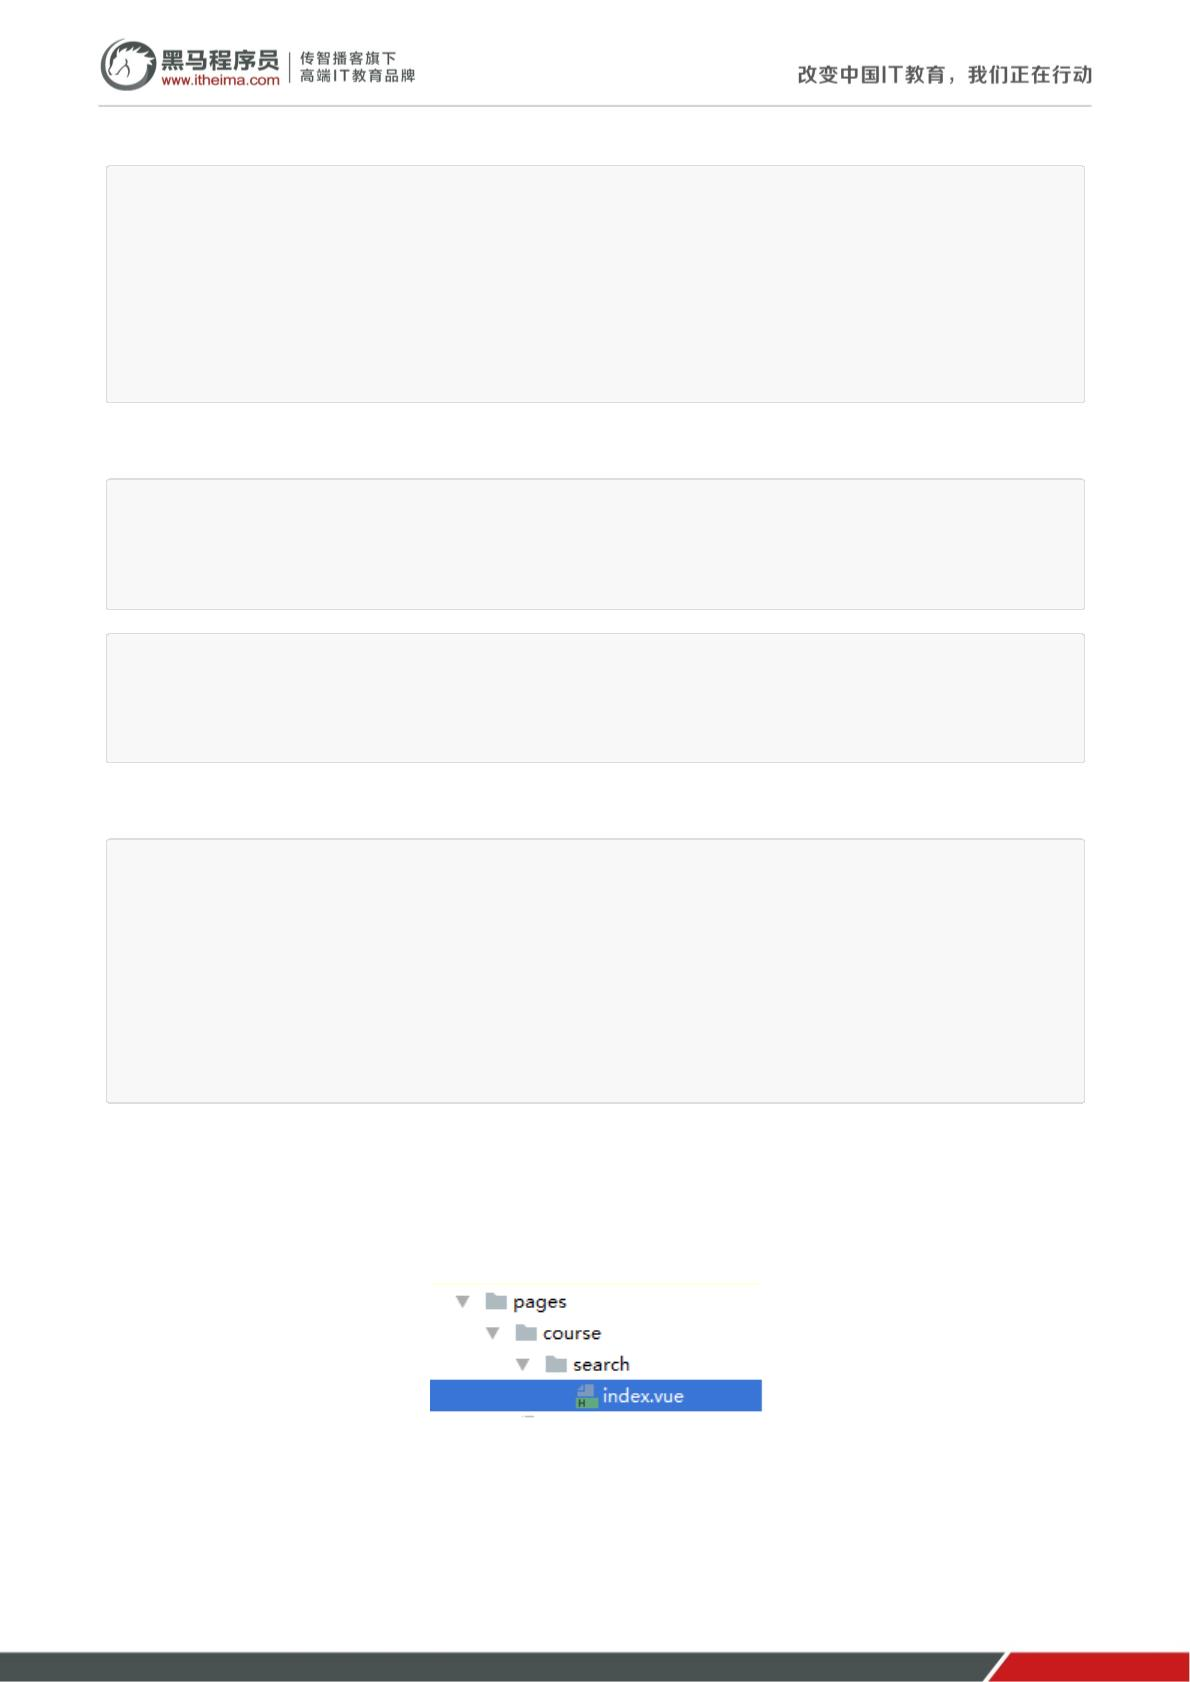 黑马程序员
www.itheima.com
传智播客旗下
高端IT教育品牌
改变中国IT教育，我们正在行动
pages
course
search
index.vue